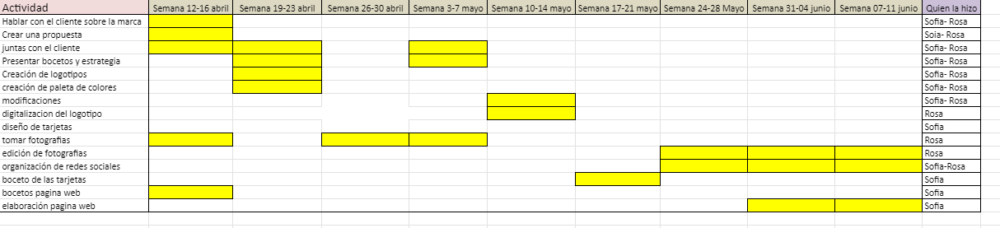 Actividad Semana 12-16 abril Semana 19-23 abril Semana 26-30 abril Semana 3-7 mayo Semana 10-14 mayo Semana 17-21 mayo Semana 24-28 Mayo Semana 31-04 junio Semana 07-11 junio Quien la hizo
Hablar con el cliente sobre la marca Sofia- Rosa
Crear una propuesta Soia- Rosa
juntas con el cliente Sofia- Rosa
Presentar bocetos y estrategia Sofia- Rosa
Creación de logotipos Sofia- Rosa
creación de paleta de colores Sofia- Rosa
modificaciones Sofia- Rosa
digitalizacion del logotipo Rosa
diseño de tarjetas Sofia
tomar fotografias Rosa
edición de fotografias Rosa
organización de redes sociales Sofia-Rosa
boceto de las tarjetas Sofia
bocetos pagina web Sofia
elaboración pagina web Sofia